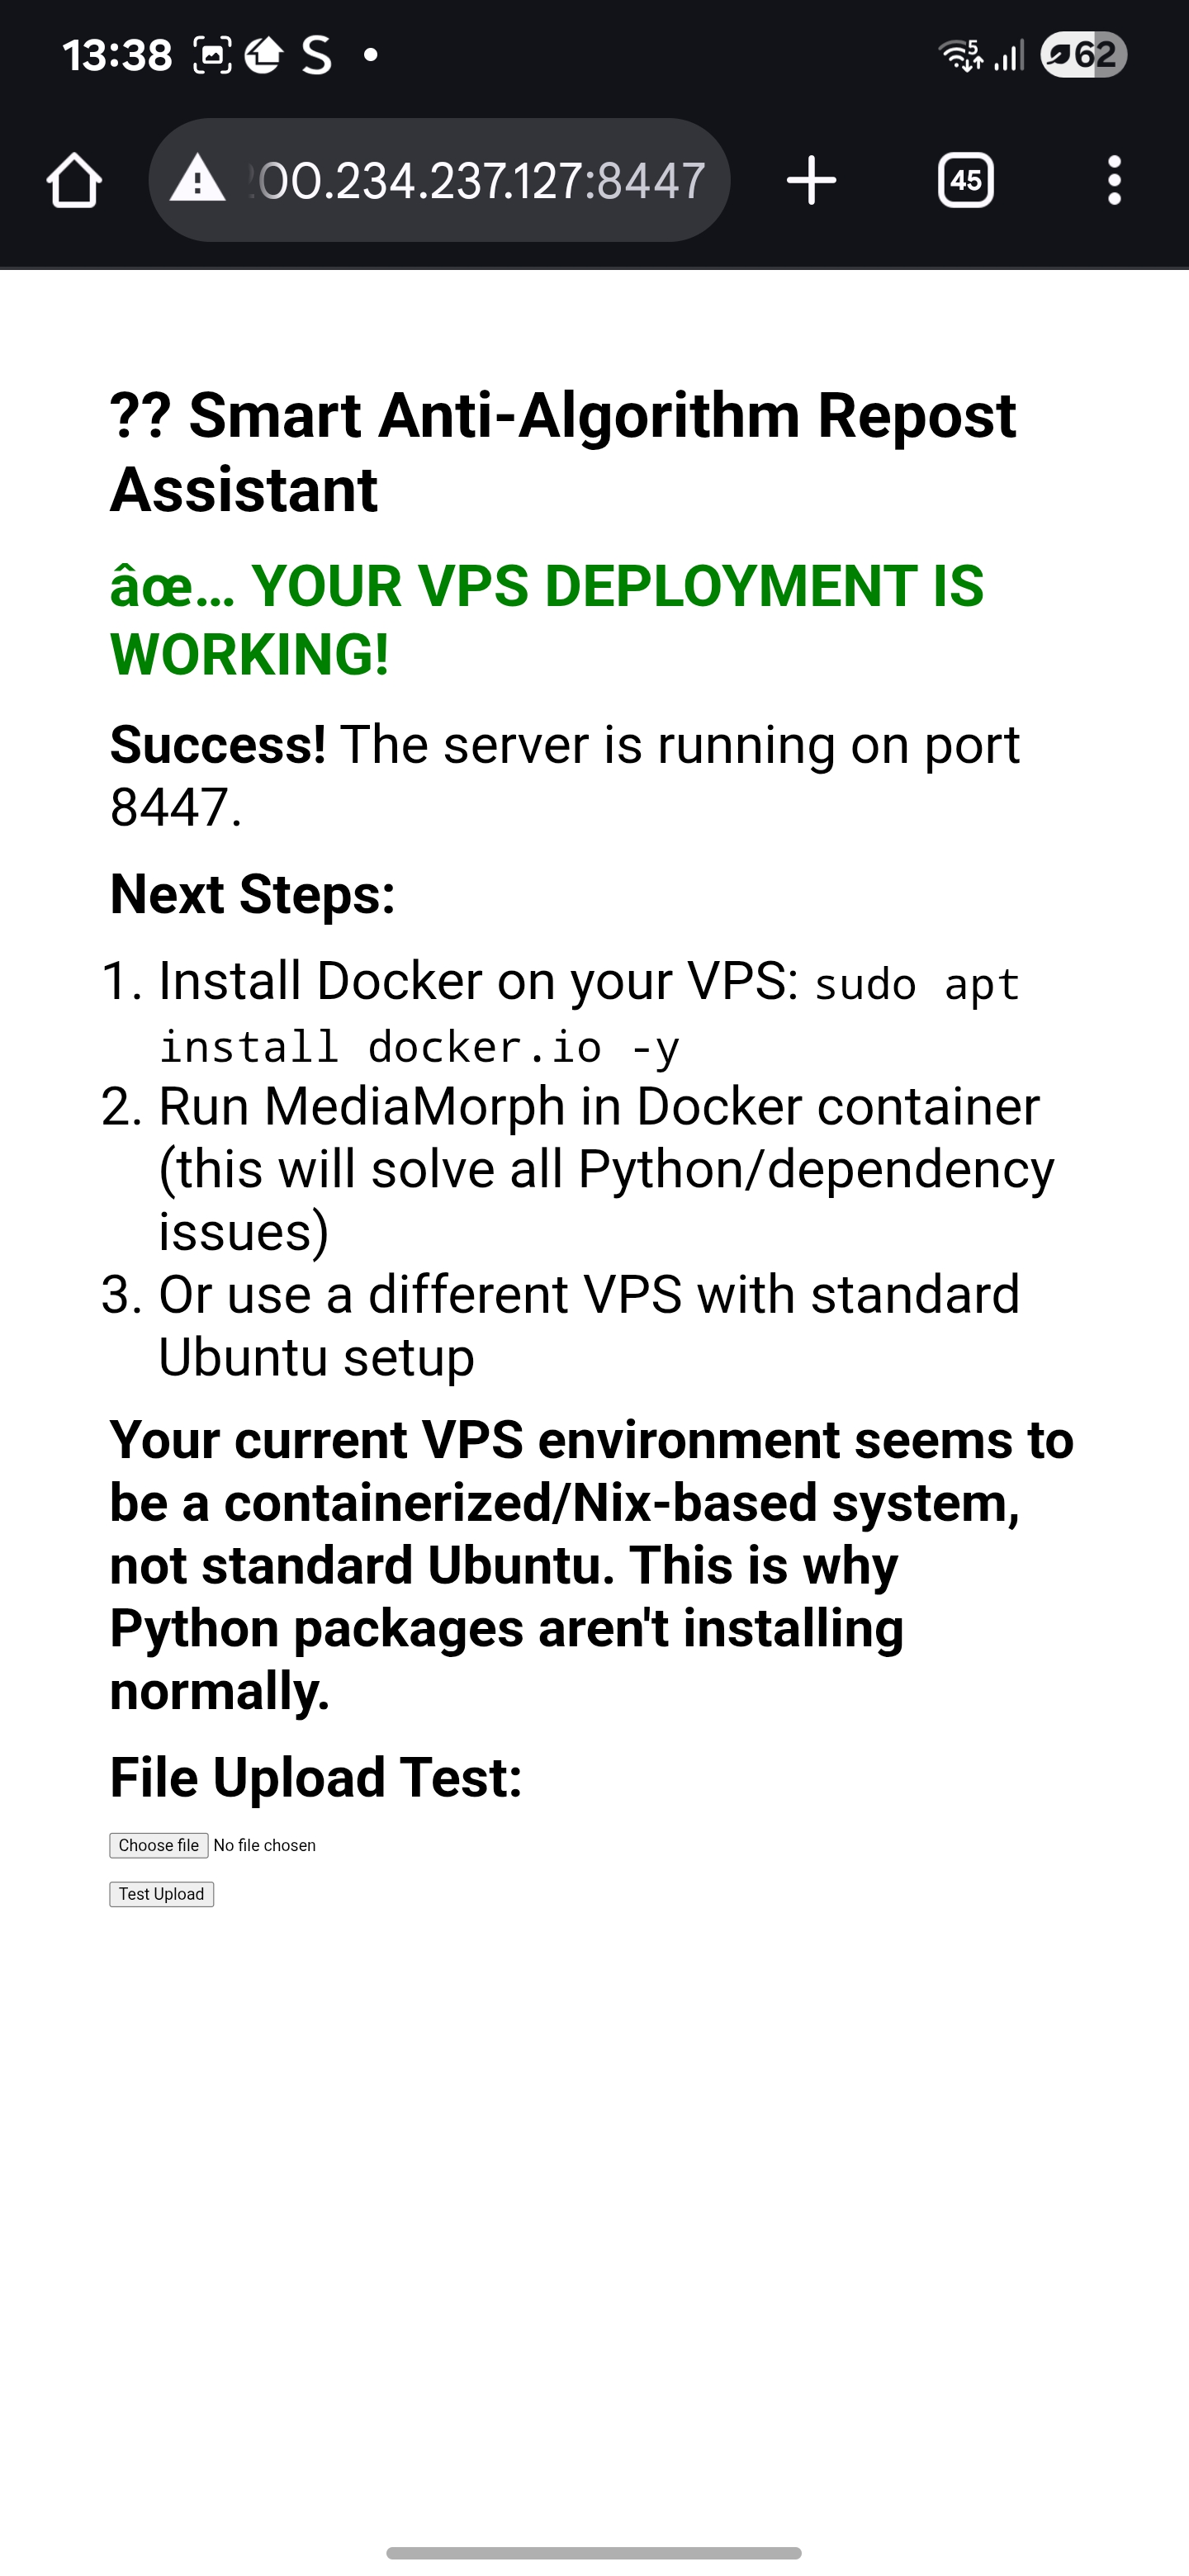 13:38 S
5 62
00.234.237.127:8447
45
?? Smart Anti-Algorithm Repost
Assistant
âœ… YOUR VPS DEPLOYMENT IS
WORKING!
Success! The server is running on port
8447.
Next Steps:
1. Install Docker on your VPS: sudo apt
install docker.io -y
2. Run MediaMorph in Docker container
(this will solve all Python/dependency
issues)
3. Or use a different VPS with standard
Ubuntu setup
Your current VPS environment seems to
be a containerized/Nix-based system,
not standard Ubuntu. This is why
Python packages aren't installing
normally.
File Upload Test:
Choose file No file chosen
Test Upload